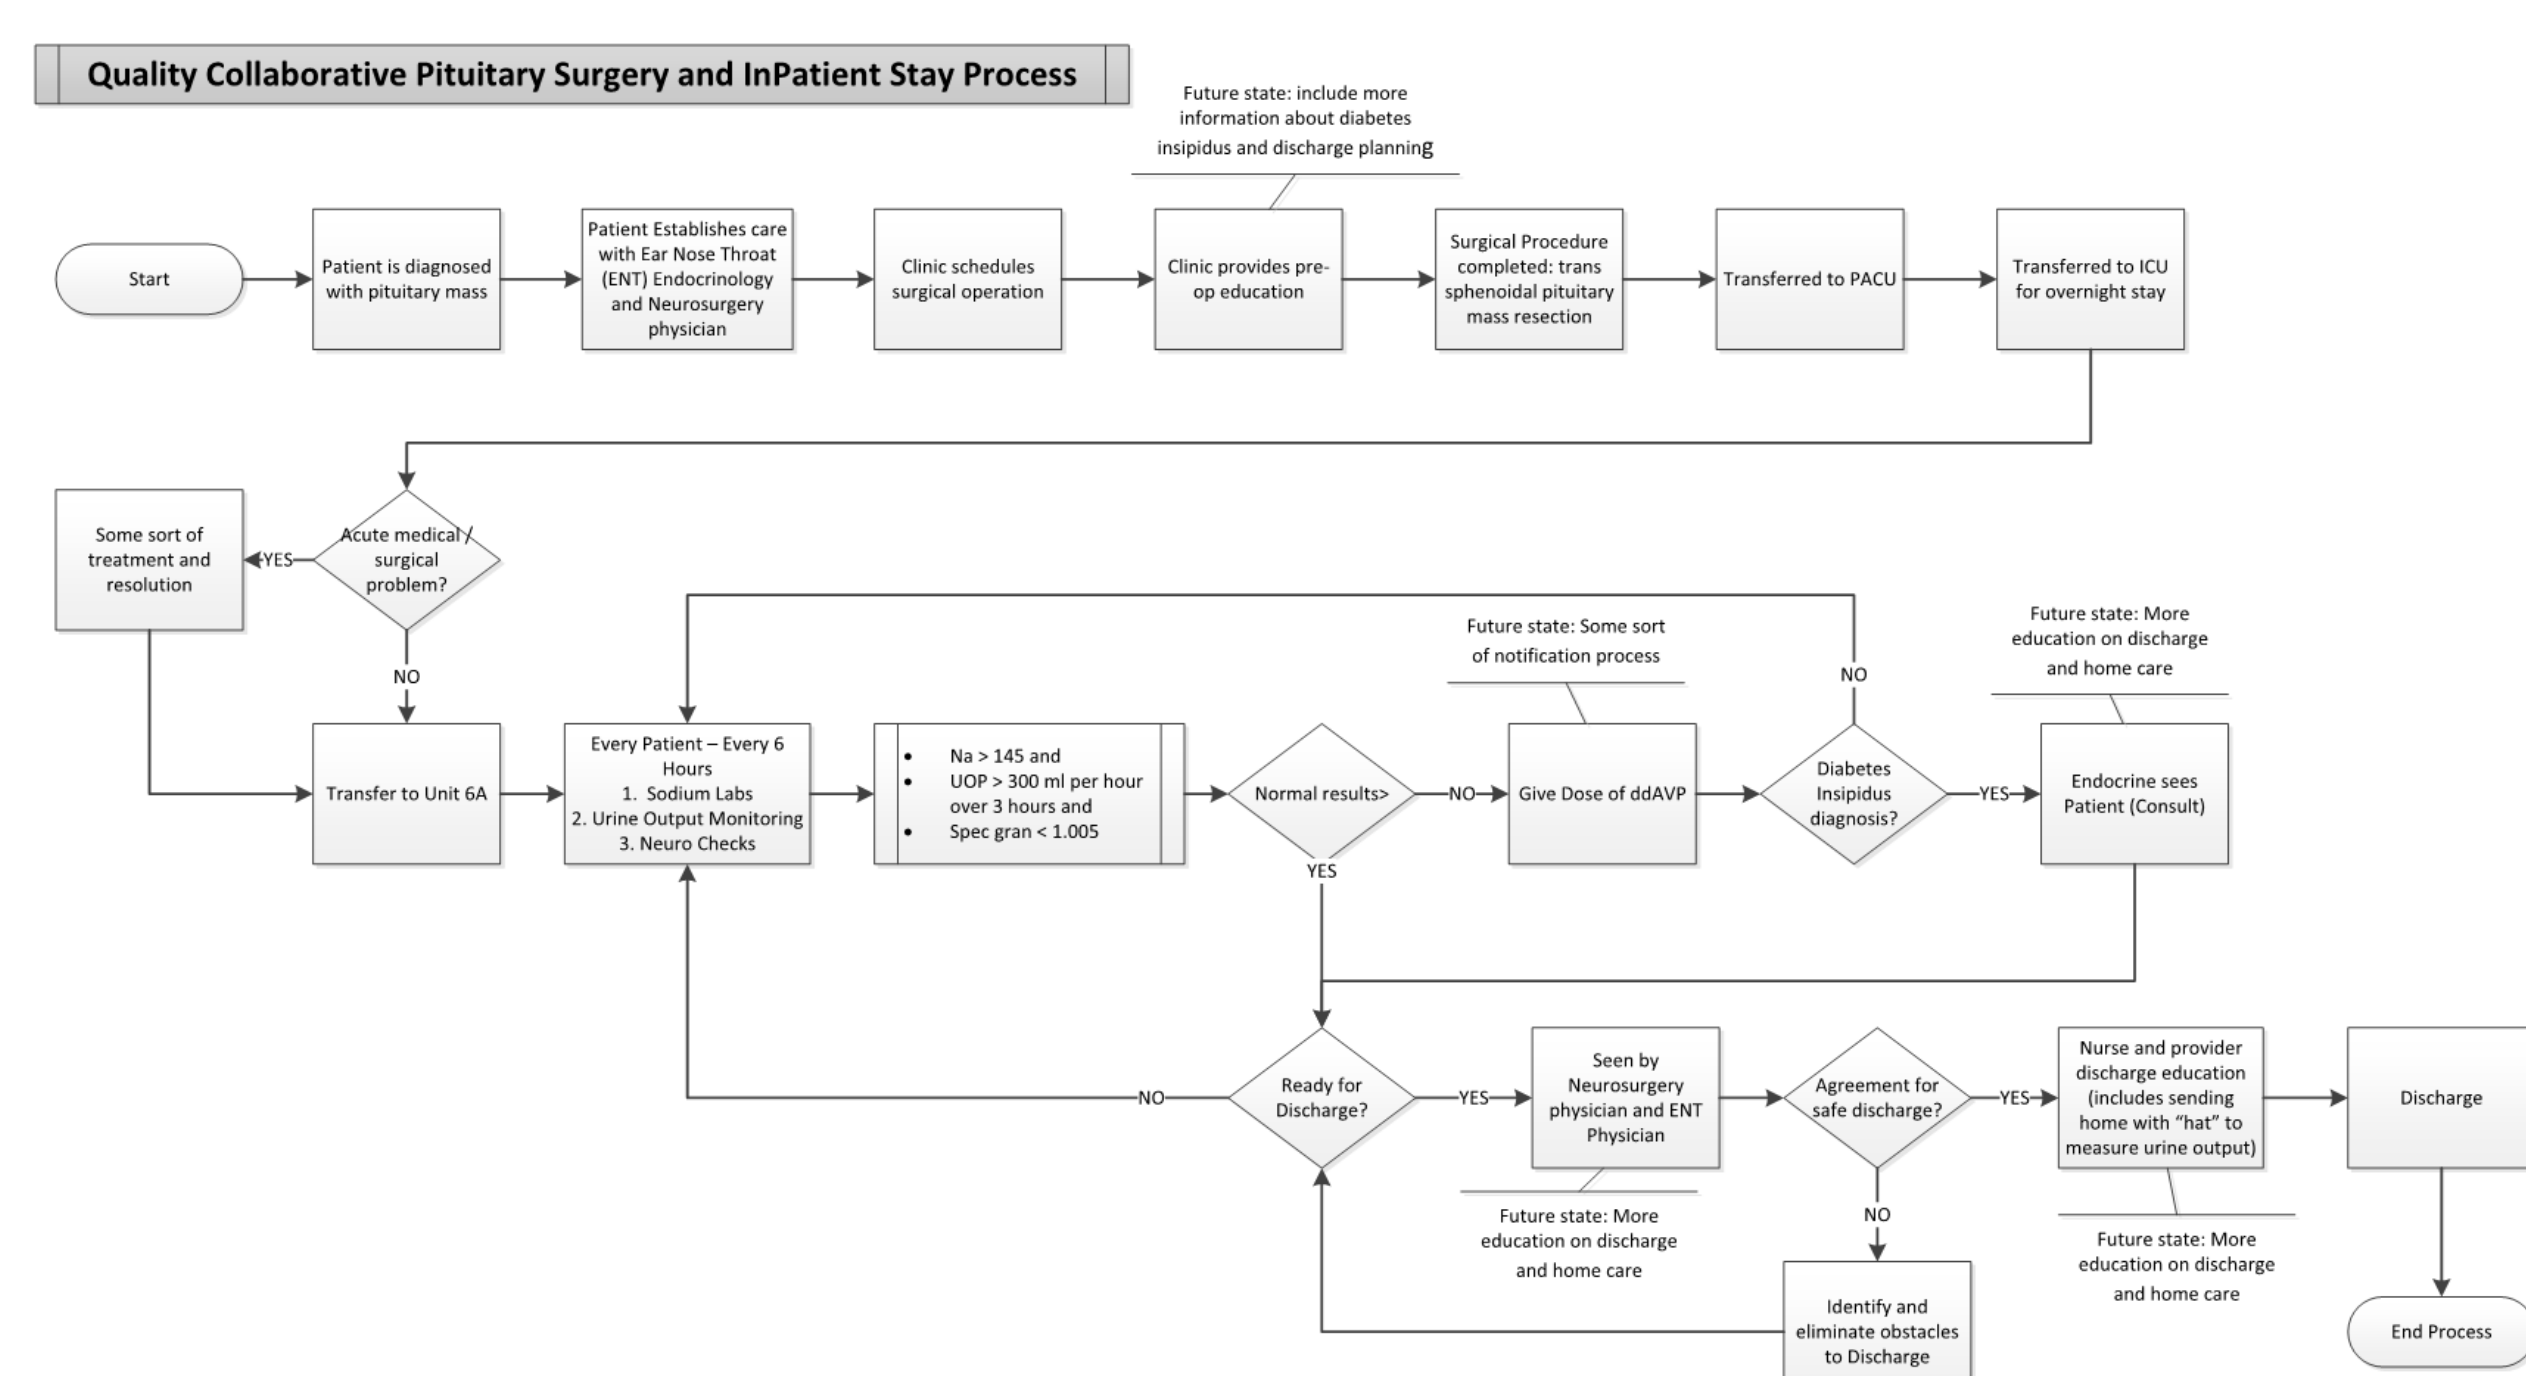 Quality Collaborative Pituitary Surgery and InPatient Stay Process
Future state: include more
information about diabetes
insipidus and discharge planning
Start
Patient is diagnosed
with pituitary mass
Patient Establishes care
with Ear Nose Throat
(ENT) Endocrinology
and Neurosurgery
physician
Clinic schedules
surgical operation
Clinic provides pre-
op education
Surgical Procedure
completed: trans
sphenoidal pituitary
mass resection
Transferred to PACU
Transferred to ICU
for overnight stay
Some sort of
treatment and
resolution
YES
Acute medical /
surgical
problem?
NO
Transfer to Unit 6A
Every Patient – Every 6
Hours
1. Sodium Labs
2. Urine Output Monitoring
3. Neuro Checks
• Na > 145 and
• UOP > 300 ml per hour
over 3 hours and
• Spec gran < 1.005
Normal results>
NO
YES
Future state: Some sort
of notification process
Give Dose of ddAVP
Diabetes
Insipidus
diagnosis?
NO
YES
Future state: More
education on discharge
and home care
Endocrine sees
Patient (Consult)
NO
Ready for
Discharge?
YES
Seen by
Neurosurgery
physician and ENT
Physician
Future state: More
education on discharge
and home care
Agreement for
safe discharge?
YES
NO
Identify and
eliminate obstacles
to Discharge
Nurse and provider
discharge education
(includes sending
home with “hat” to
measure urine output)
Future state: More
education on discharge
and home care
Discharge
End Process